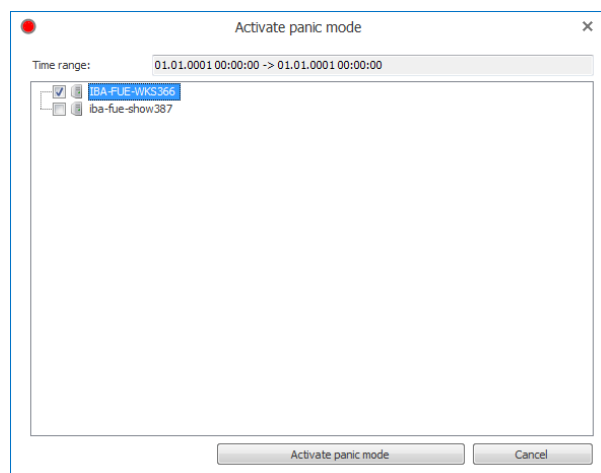 Activate panic mode
Time range: 01.01.0001 00:00:00 -> 01.01.0001 00:00:00
IBA-FUE-WKS366
iba-fue-show387
Activate panic mode Cancel